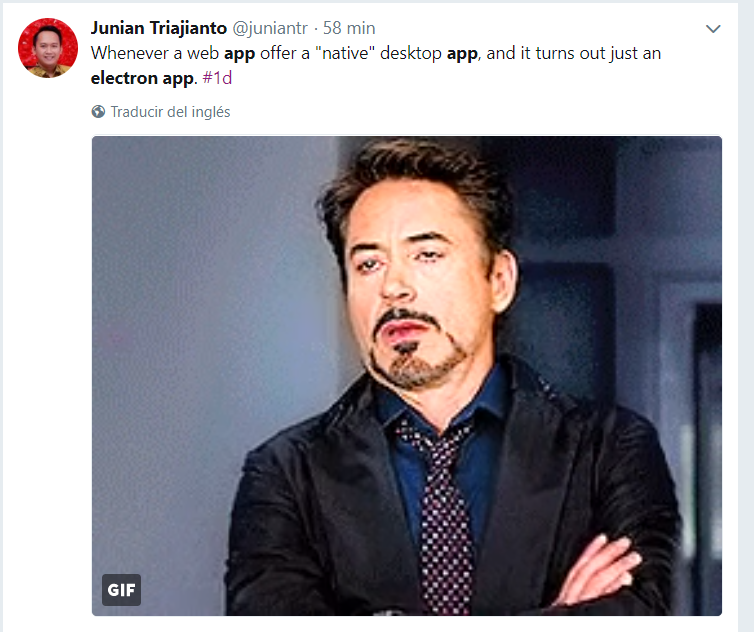 Junian Triajianto @juniantr · 58 min
Whenever a web app offer a "native" desktop app, and it turns out just an
electron app. #1d
Traducir del inglés
GIF